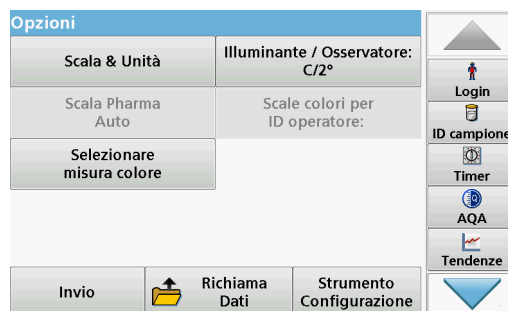 Opzioni
Scala & Unità
Illuminante / Osservatore:
C/2°
Scala Pharma
Auto
Scale colori per
ID operatore:
Selezionare
misura colore
Invio
Richiama
Dati
Strumento
Configurazione
Login
ID campione
Timer
AQA
Tendenze